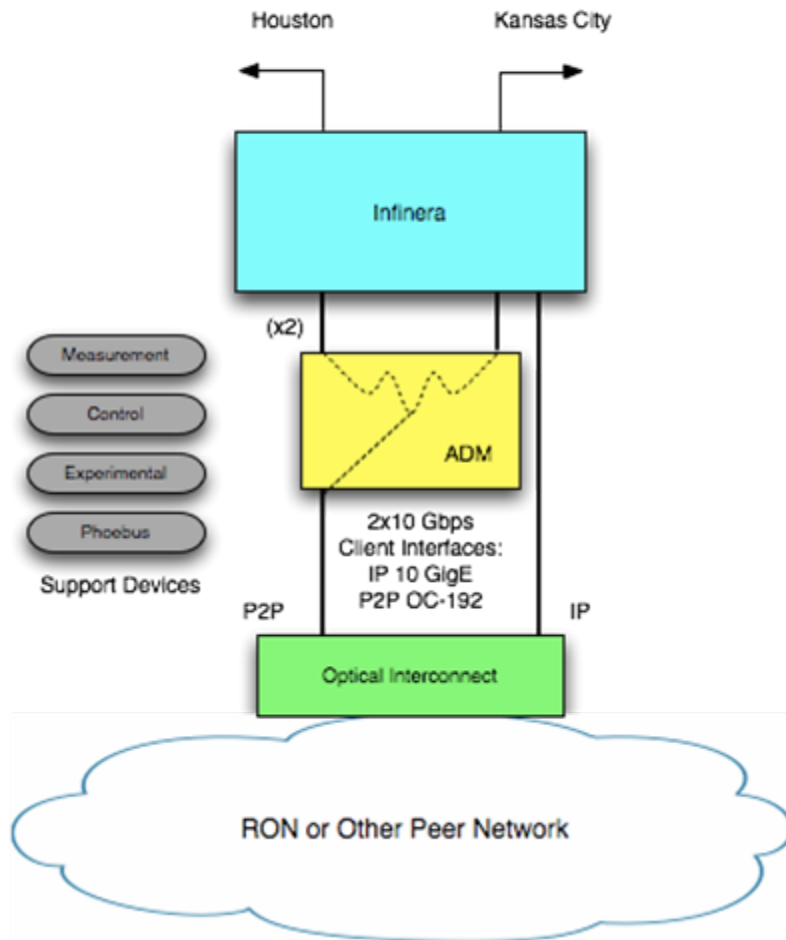 Houston
Kansas City
Infinera
(x2)
Measurement
Control
Experimental
Phoebus
Support Devices
ADM
2x10 Gbps
Client Interfaces:
IP 10 GigE
P2P OC-192
P2P
IP
Optical Interconnect
RON or Other Peer Network